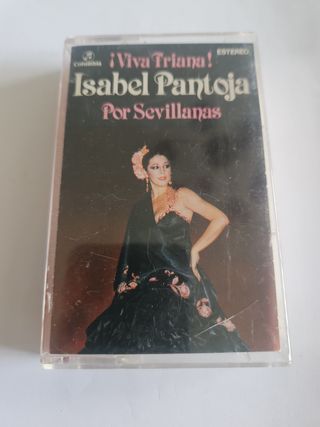 Columbia
¡Viva Triana!
ESTEREO
Isabel Pantoja
Por Sevillanas